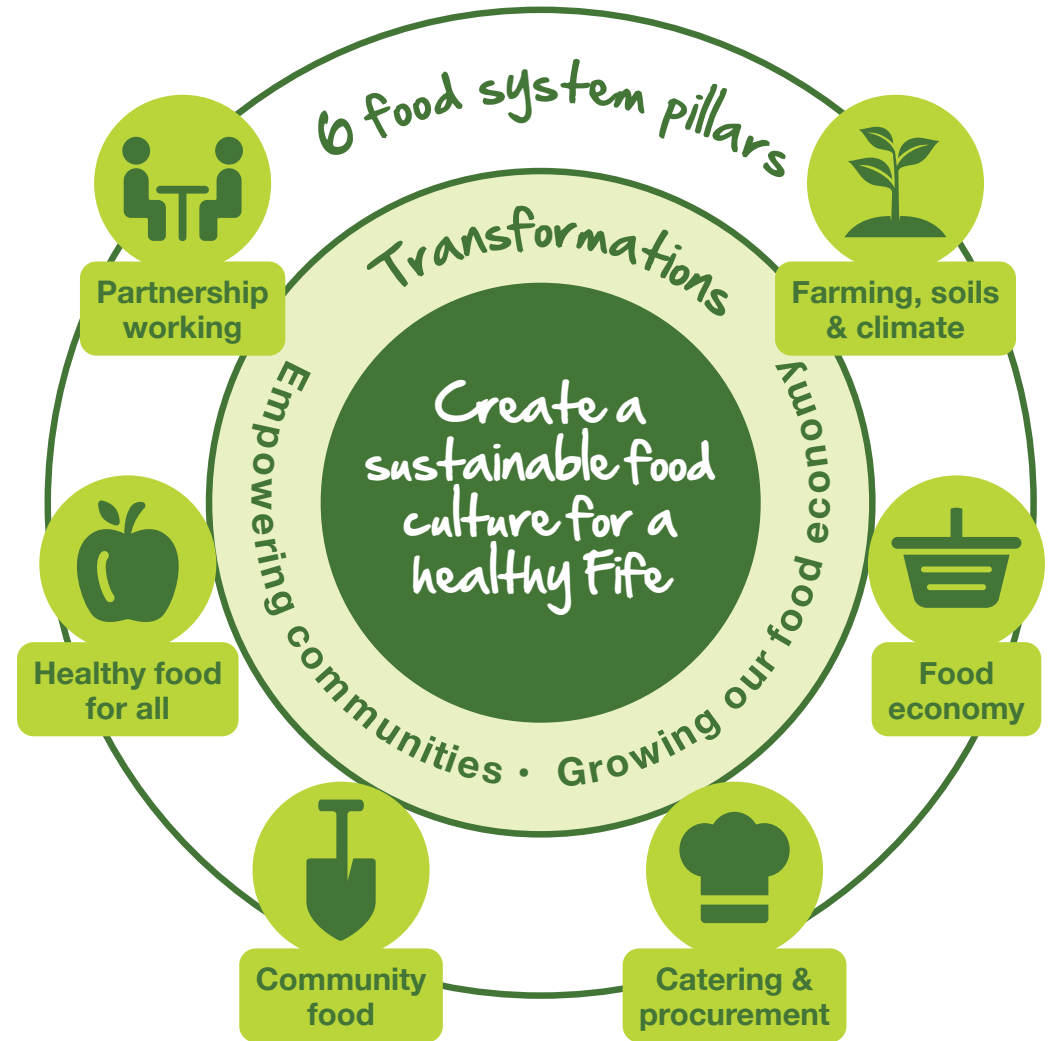 6 food system pillars
Transformations
Create a
sustainable food
culture for a
healthy Fife
Empowering communities · Growing our food economy
Partnership
working
Farming, soils
& climate
Healthy food
for all
Food
economy
Community
food
Catering &
procurement